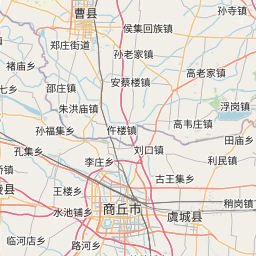 孙寺镇
曹县
侯集回族镇
郑庄街道
孙老家镇
褚庙乡
安蔡楼镇
高老家镇
邵庄镇
七乡
朱洪庙镇
浮岗镇
高韦庄镇
孙福集乡
仵楼镇
田庙乡
孔集乡
刘口镇
李庄乡
利民镇
县
王楼乡
古王集乡
水池铺乡
商丘市
稍岗镇
虞城县
临河店乡
路河乡